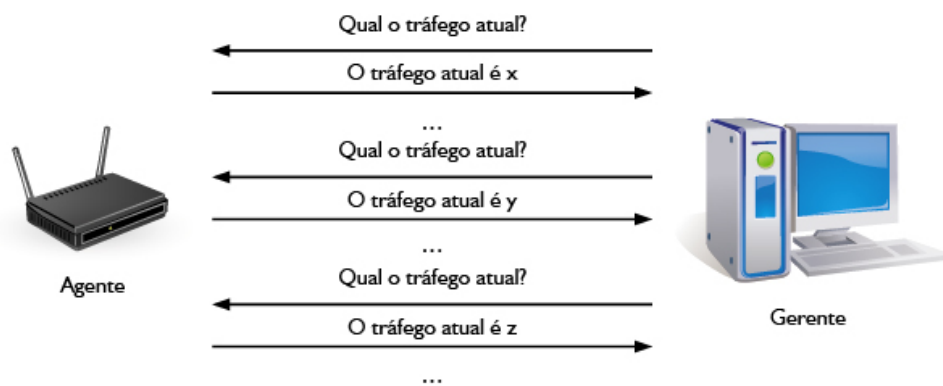 Qual o tráfego atual?
O tráfego atual é x
...
Qual o tráfego atual?
O tráfego atual é y
...
Qual o tráfego atual?
O tráfego atual é z
...
Agente
Gerente